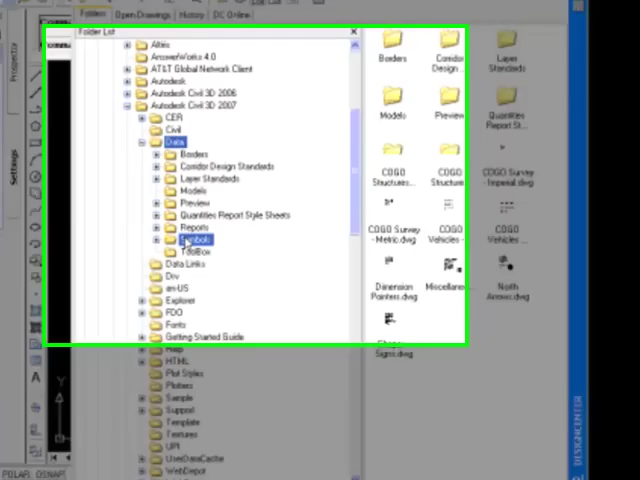 Folders Open Drawings History DC Online
Folder List
Altiris
AnswerWorks 4.0
AT&T Global Network Client
Autodesk
Autodesk Civil 3D 2006
Autodesk Civil 3D 2007
CER
Civil
Data
Borders
Corridor Design Standards
Layer Standards
Models
Preview
Quantities Report Style Sheets
Reports
Symbols
ToolBox
Data Links
Drv
en-US
Explorer
FDO
Fonts
Getting Started Guide
Help
HTML
Plot Styles
Plotters
Sample
Support
Template
Textures
UPI
UserDataCache
WebDepot
Borders
Corridor Design ...
Layer Standards
Models
Preview
Quantities Report St...
COGO Structures...
COGO Structure
COGO Survey - Imperial.dwg
COGO Survey - Metric.dwg
COGO Vehicles -
COGO Vehicles ...
Dimension Pointers.dwg
Miscellane
North Arrows.dwg
Signs.dwg
Prospector
Settings
Y
POLAR OSNAP
DESIGNCENTER